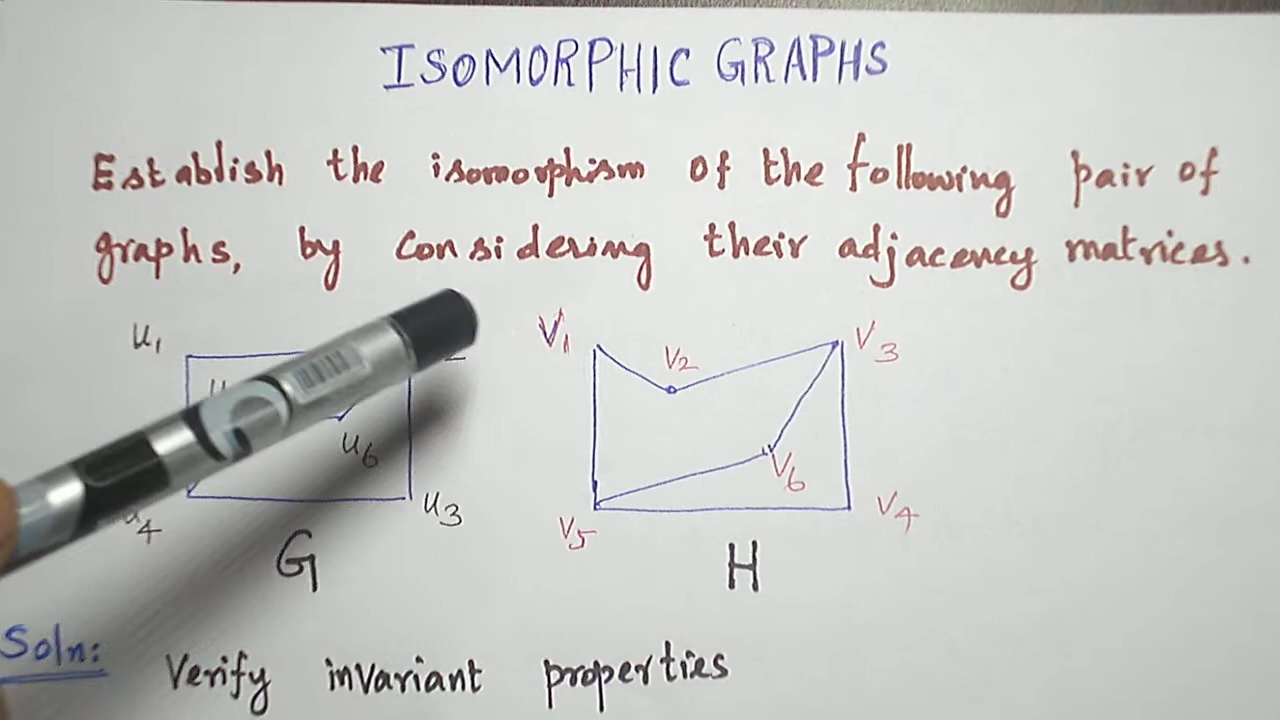 ISOMORPHIC GRAPHS
Establish the isomorphism of the following pair of
graphs, by considering their adjacency matrices.
u1 V1 V2 V3
u6 V6
u4 u3 V5 V4
G H
Soln: Verify invariant properties